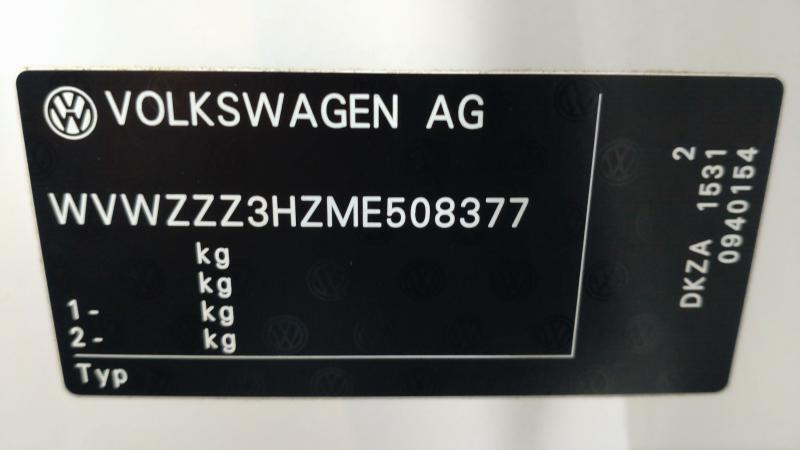 VOLKSWAGEN AG
WVWZZZ3HZME508377
kg
kg
1- kg
2- kg
Typ
2
DKZA 1531
0940154